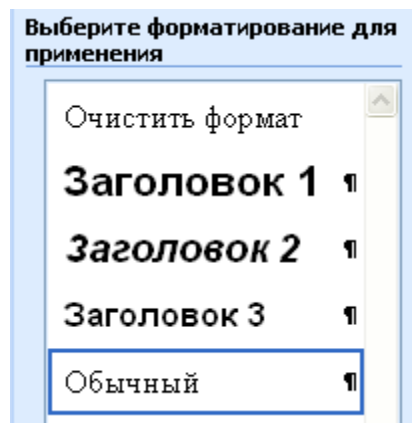 Выберите форматирование для
применения
Очистить формат
Заголовок 1 ¶
Заголовок 2 ¶
Заголовок 3 ¶
Обычный ¶